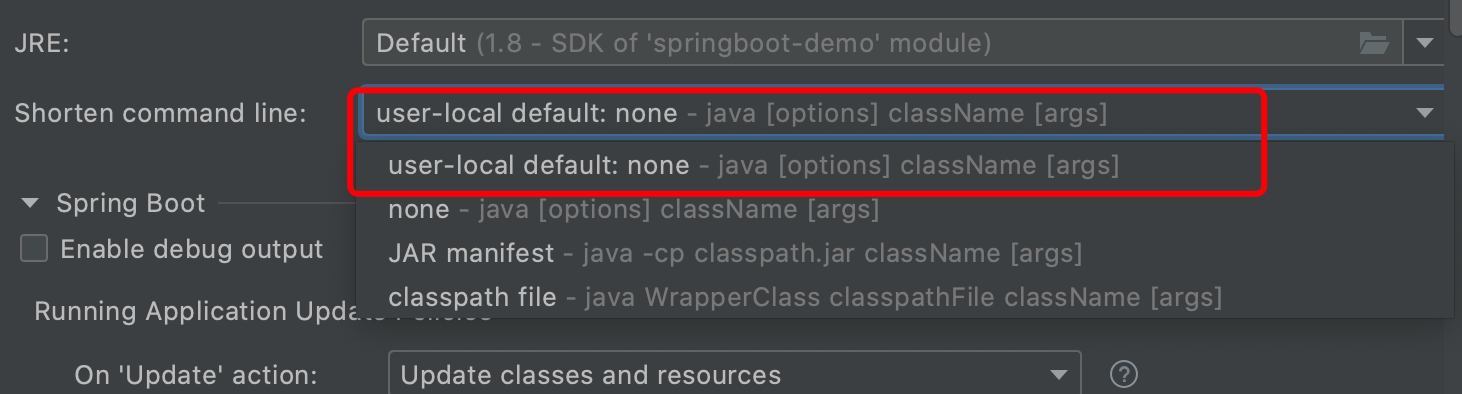 JRE:
Default (1.8 - SDK of 'springboot-demo' module)
Shorten command line:
user-local default: none - java [options] className [args]
user-local default: none - java [options] className [args]
Spring Boot
none - java [options] className [args]
Enable debug output
JAR manifest - java -cp classpath.jar className [args]
classpath file - java WrapperClass classpathFile className [args]
Running Application Update Policies
On 'Update' action:
Update classes and resources
?